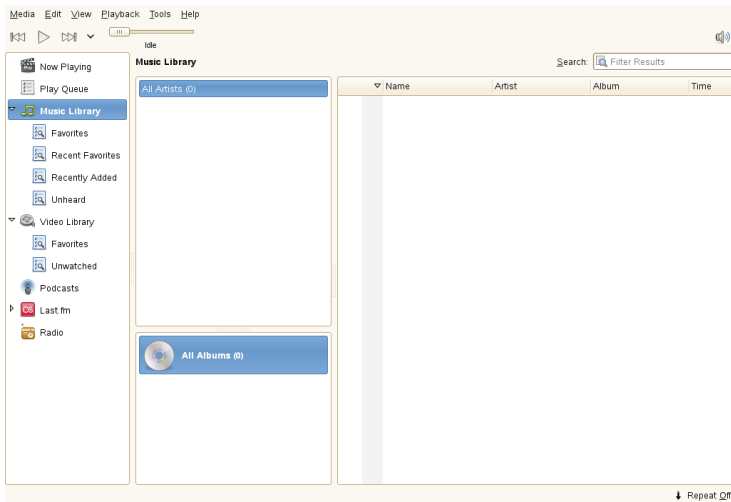 Media Edit View Playback Tools Help
Idle
Now Playing
Play Queue
Music Library
Favorites
Recent Favorites
Recently Added
Unheard
Video Library
Favorites
Unwatched
Podcasts
Last.fm
Radio
Music Library
Search: Filter Results
All Artists (0)
All Albums (0)
Name Artist Album Time
Repeat Off